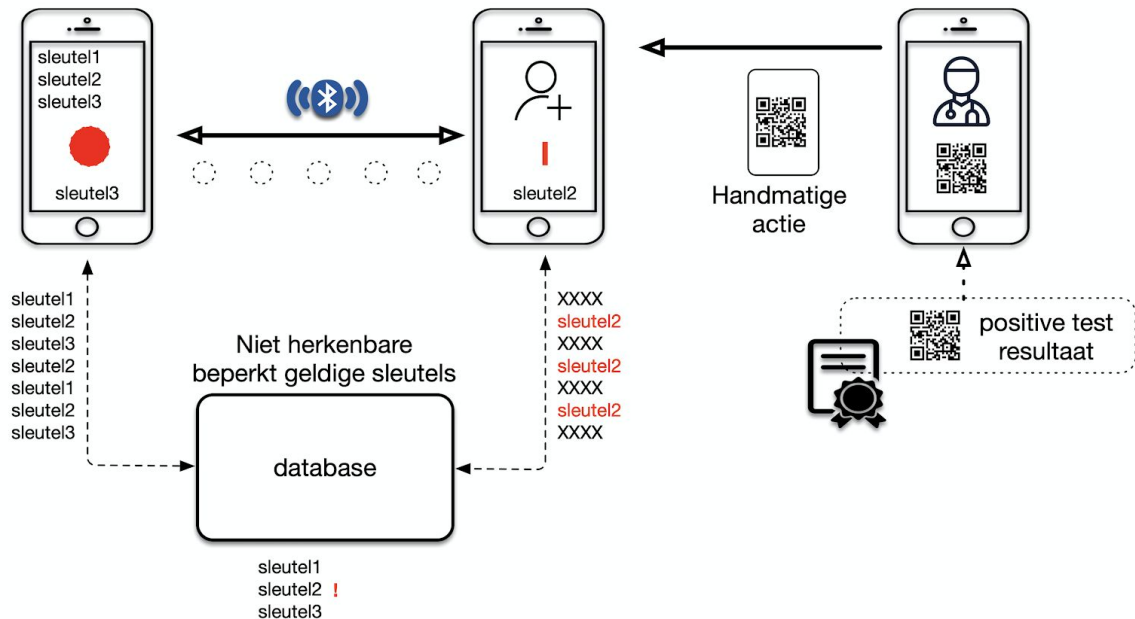 sleutel1
sleutel2
sleutel3
sleutel3
sleutel2
Handmatige
actie
sleutel1
sleutel2
sleutel3
sleutel2
sleutel1
sleutel2
sleutel3
Niet herkenbare
beperkt geldige sleutels
database
XXXX
sleutel2
XXXX
sleutel2
XXXX
sleutel2
XXXX
positive test
resultaat
sleutel1
sleutel2 !
sleutel3